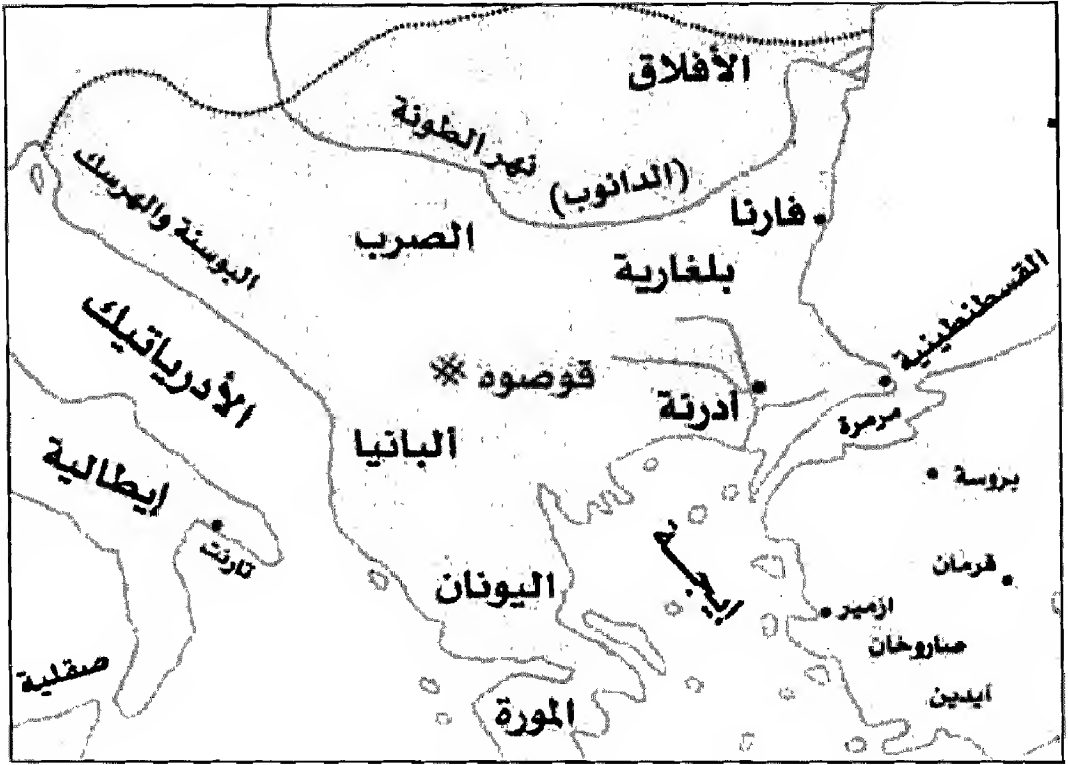 الأفلاق
نهر الطونة
(الدانوب)
البوسنة والهرسك
الصرب
فارنا
بلغارية
القسطنطينية
الأدرياتيك
قوصوه
أدرنة
مرمرة
ألبانيا
إيطالية
بروسة
تارنت
إيجه
قرمان
اليونان
ازمير
صاروخان
صقلية
أيدين
المورة